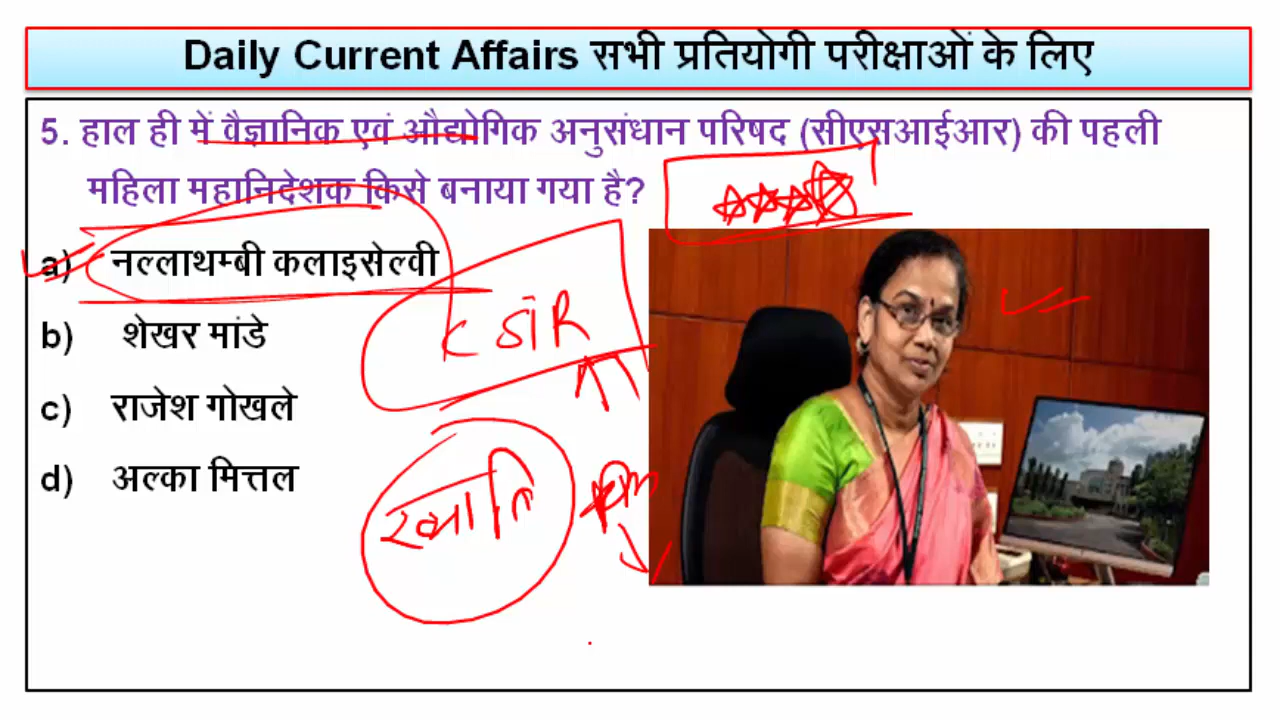 Daily Current Affairs सभी प्रतियोगी परीक्षाओं के लिए
5. हाल ही में वैज्ञानिक एवं औद्योगिक अनुसंधान परिषद (सीएसआईआर) की पहली
महिला महानिदेशक किसे बनाया गया है?
a) नल्लाथम्बी कलाइसेल्वी
b) शेखर मांडे
c) राजेश गोखले
d) अल्का मित्तल